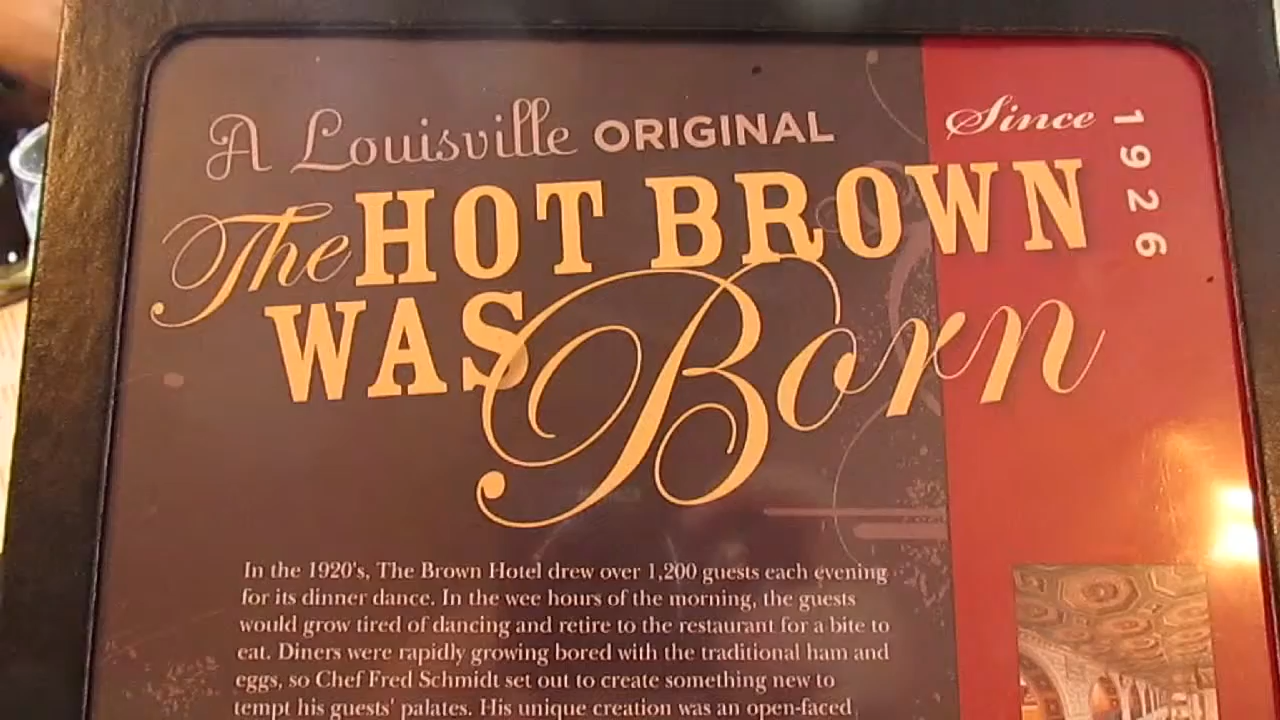 A Louisville ORIGINAL
Since 1926
The HOT BROWN
WAS Born
In the 1920's, The Brown Hotel drew over 1,200 guests each evening
for its dinner dance. In the wee hours of the morning, the guests
would grow tired of dancing and retire to the restaurant for a bite to
eat. Diners were rapidly growing bored with the traditional ham and
eggs, so Chef Fred Schmidt set out to create something new to
tempt his guests' palates. His unique creation was an open-faced